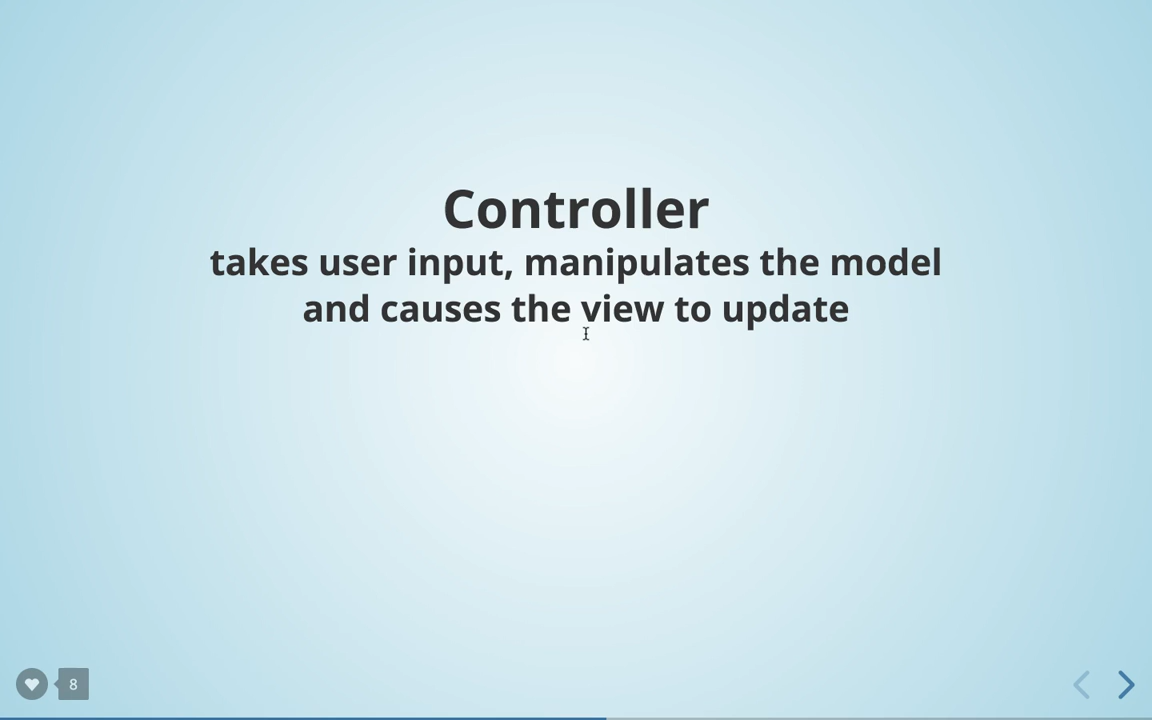 Controller
takes user input, manipulates the model
and causes the view to update
8